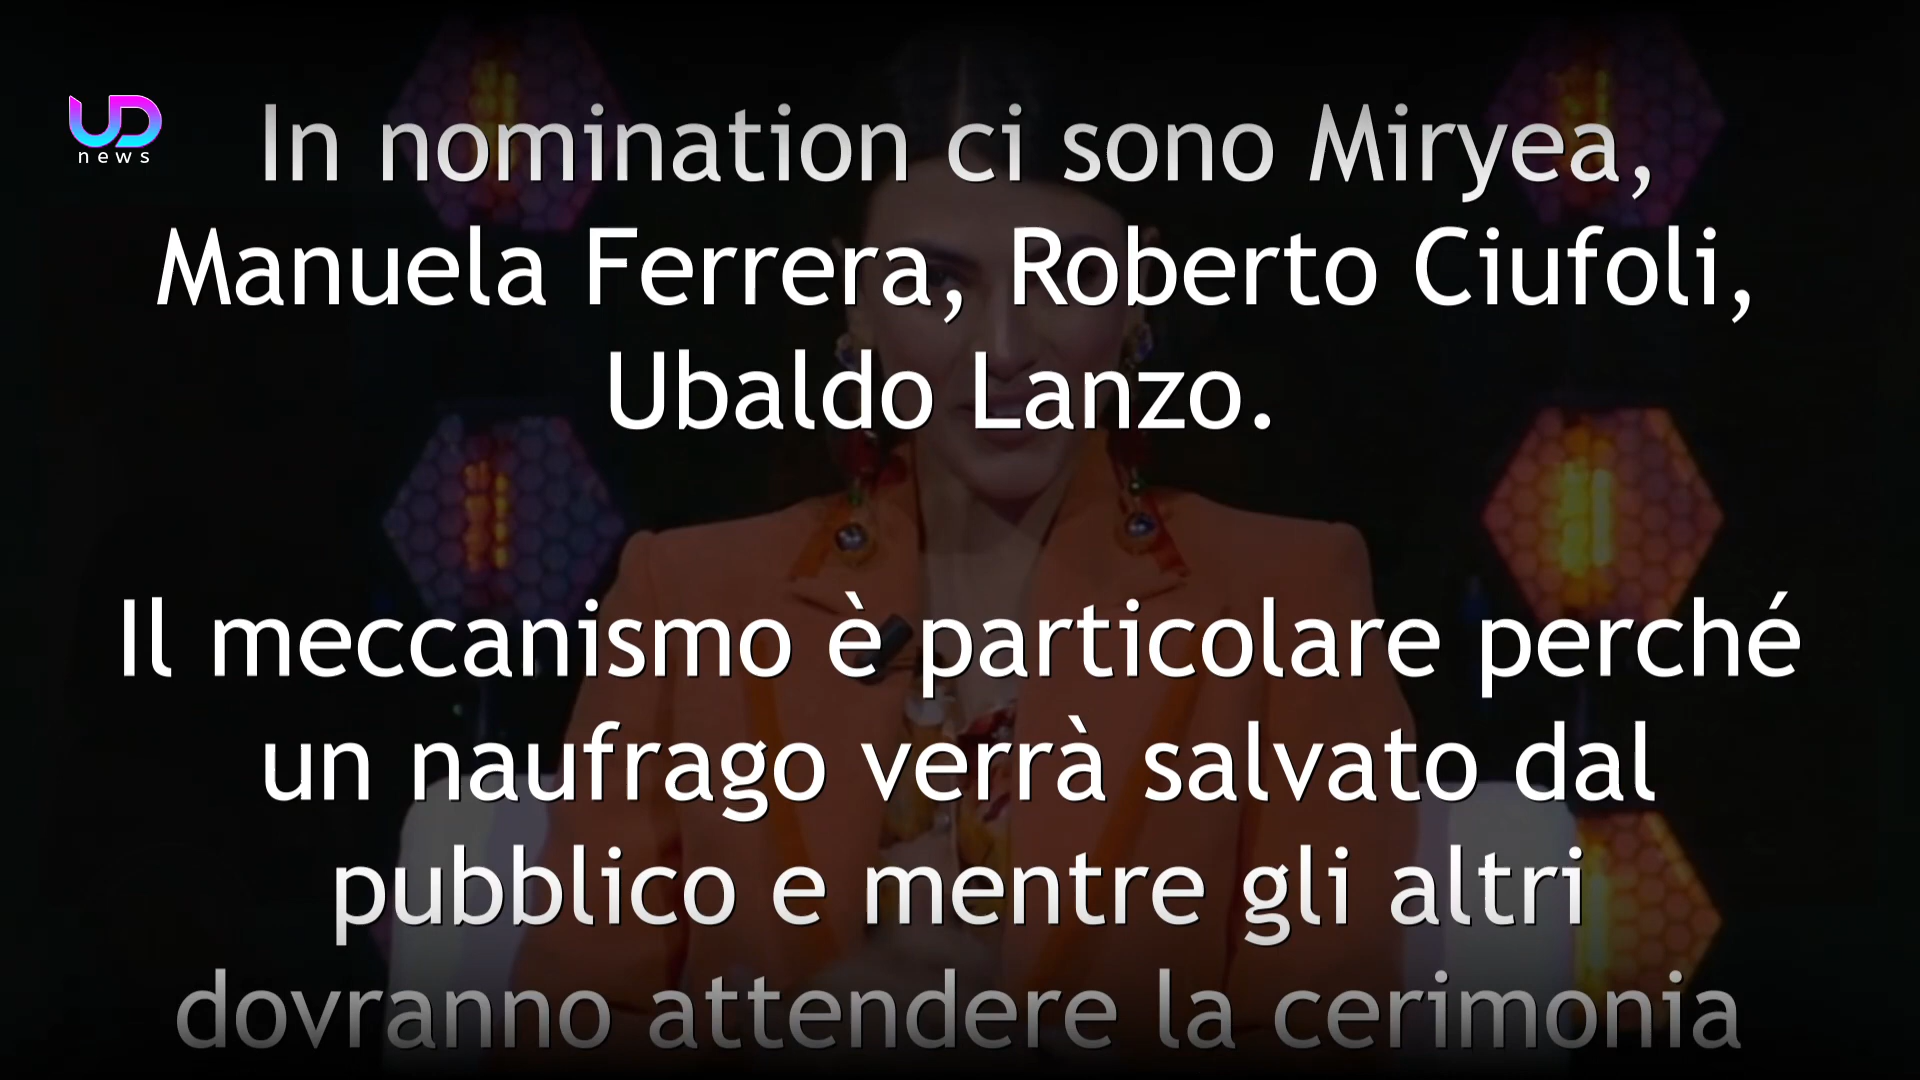 UD
news
In nomination ci sono Miryea,
Manuela Ferrera, Roberto Ciufoli,
Ubaldo Lanzo.
Il meccanismo è particolare perché
un naufrago verrà salvato dal
pubblico e mentre gli altri
dovranno attendere la cerimonia